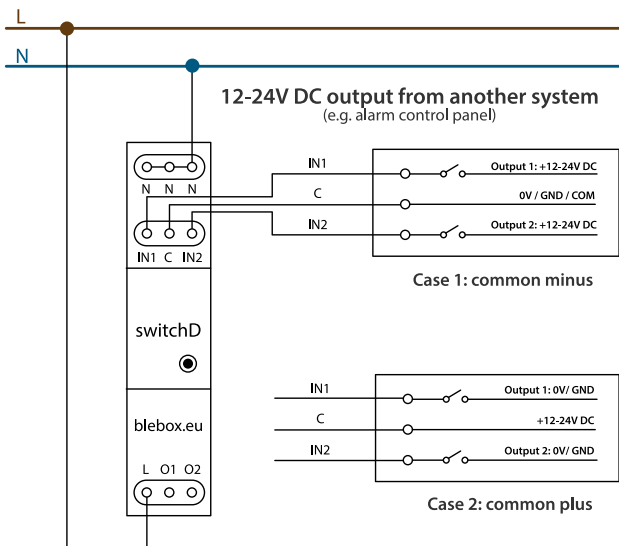 L
N
12-24V DC output from another system
(e.g. alarm control panel)
N N N
IN1 C IN2
switchD
blebox.eu
L O1 O2
IN1
C
IN2
Output 1: +12-24V DC
0V / GND / COM
Output 2: +12-24V DC
Case 1: common minus
IN1
C
IN2
Output 1: 0V/ GND
+12-24V DC
Output 2: 0V/ GND
Case 2: common plus